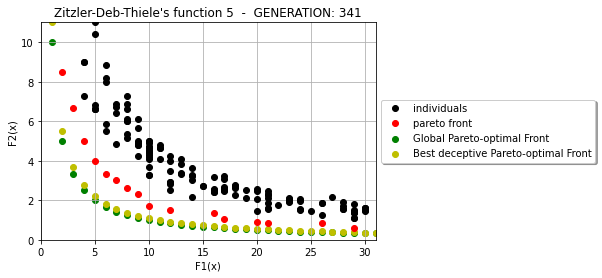 Zitzler-Deb-Thiele's function 5 - GENERATION: 341
10
8
6
4
2
0
F2(x)
0 5 10 15 20 25 30
F1(x)
individuals
pareto front
Global Pareto-optimal Front
Best deceptive Pareto-optimal Front